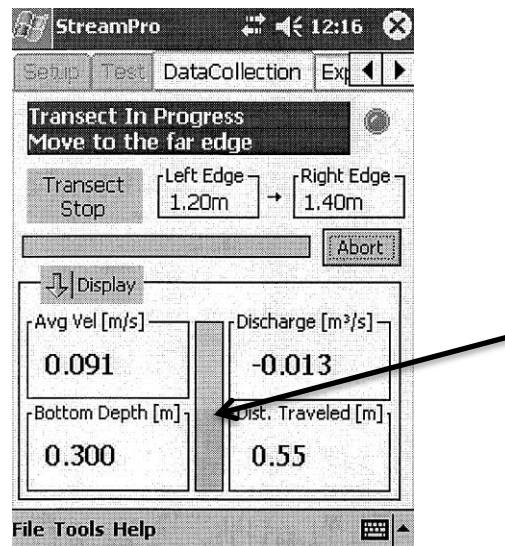 StreamPro 12:16
Setup Test DataCollection
Transect In Progress
Move to the far edge
Transect
Stop
Left Edge
1.20m
→
Right Edge
1.40m
Abort
Display
Avg Vel [m/s]
0.091
Discharge [m³/s]
-0.013
Bottom Depth [m]
0.300
Dist. Traveled [m]
0.55
File Tools Help